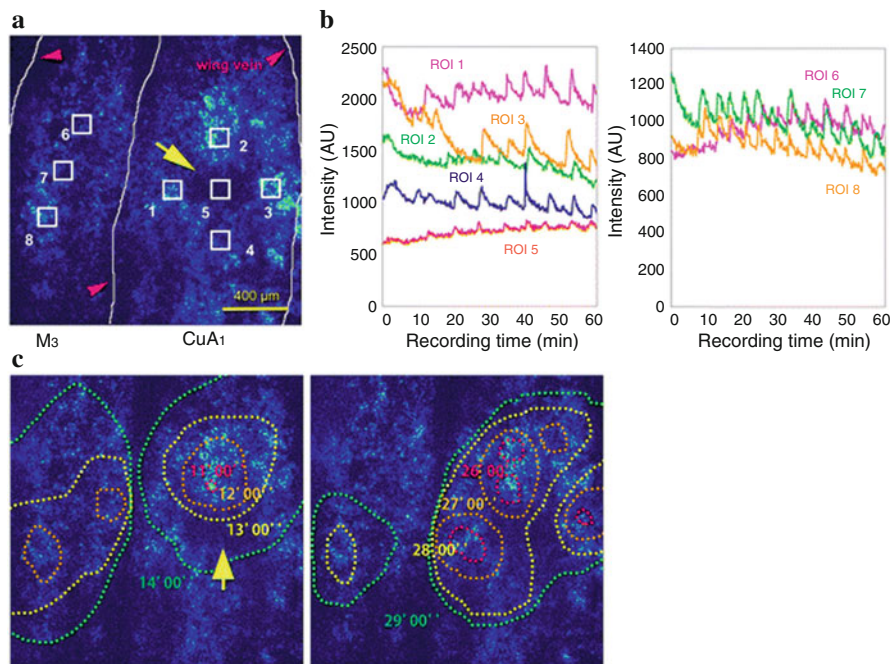 a
wing vein
6
2
7
1
5
3
8
4
400 µm
M3
CuA1
b
2500
2000
1500
1000
500
0
Intensity (AU)
ROI 1
ROI 3
ROI 2
ROI 4
ROI 5
0 10 20 30 40 50 60
Recording time (min)
1400
1200
1000
800
600
400
200
0
Intensity (AU)
ROI 6
ROI 7
ROI 8
0 10 20 30 40 50 60
Recording time (min)
c
11' 00''
12' 00''
13' 00''
14' 00''
26' 00''
27' 00''
28' 00''
29' 00''